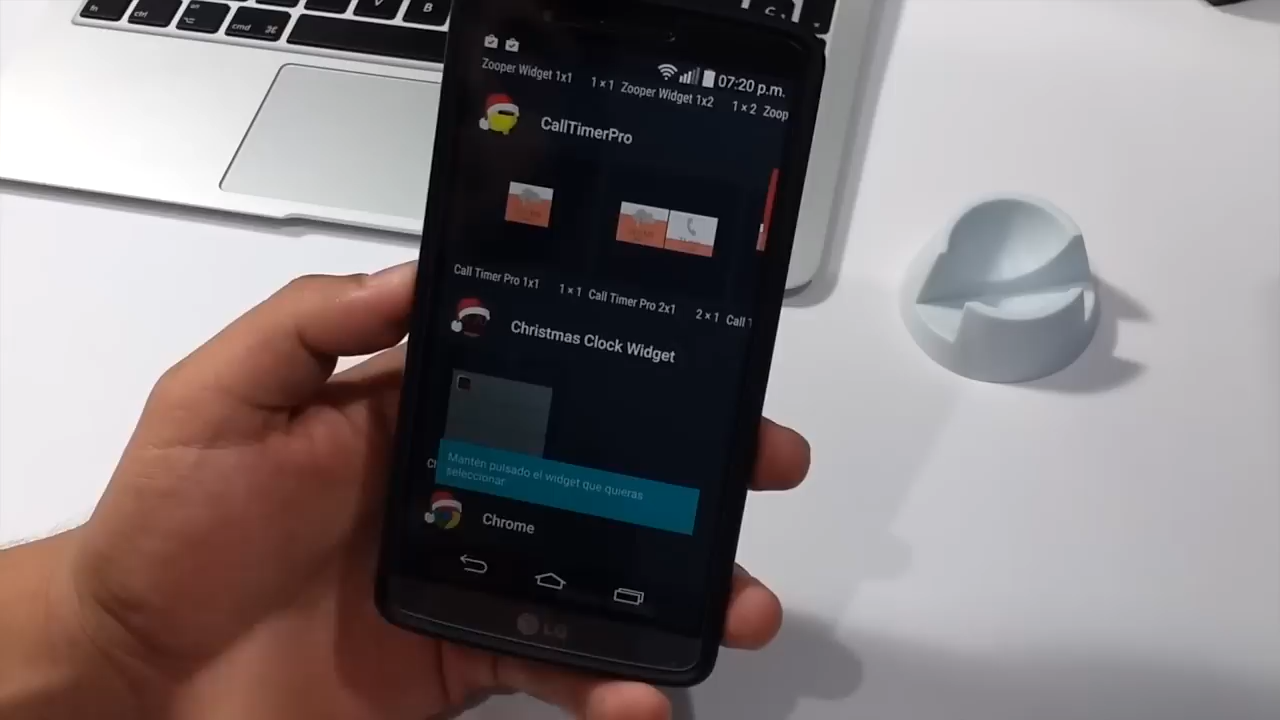 fn
ctrl
⌥
cmd ⌘
V
B
07:20 p.m.
Zooper Widget 1x1 1 × 1 Zooper Widget 1x2 1 × 2 Zoop
CallTimerPro
Call Timer Pro 1x1 1 × 1 Call Timer Pro 2x1 2 × 1 Call T
Christmas Clock Widget
Mantén pulsado el widget que quieras
seleccionar
Chrome
LG